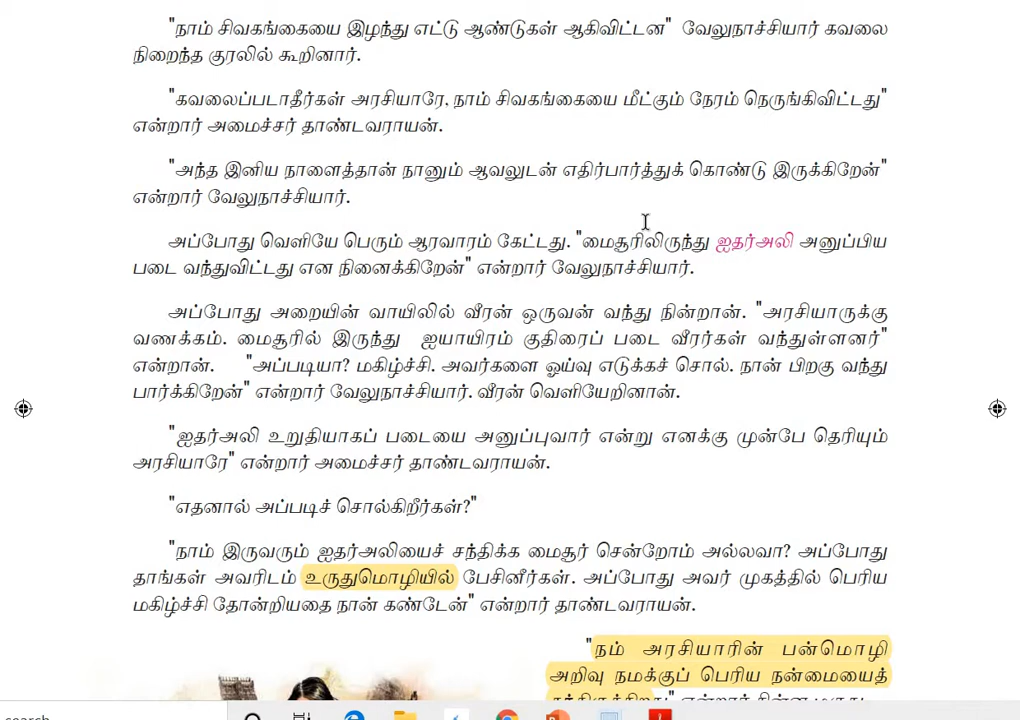 "நாம் சிவகங்கையை இழந்து எட்டு ஆண்டுகள் ஆகிவிட்டன" வேலுநாச்சியார் கவலை
நிறைந்த குரலில் கூறினார்.
"கவலைப்படாதீர்கள் அரசியாரே, நாம் சிவகங்கையை மீட்கும் நேரம் நெருங்கிவிட்டது"
என்றார் அமைச்சர் தாண்டவராயன்.
"அந்த இனிய நாளைத்தான் நானும் ஆவலுடன் எதிர்பார்த்துக் கொண்டு இருக்கிறேன்"
என்றார் வேலுநாச்சியார்.
அப்போது வெளியே பெரும் ஆரவாரம் கேட்டது. "மைசூரிலிருந்து ஐதர்அலி அனுப்பிய
படை வந்துவிட்டது என நினைக்கிறேன்" என்றார் வேலுநாச்சியார்.
அப்போது அறையின் வாயிலில் வீரன் ஒருவன் வந்து நின்றான். "அரசியாருக்கு
வணக்கம். மைசூரில் இருந்து ஐயாயிரம் குதிரைப் படை வீரர்கள் வந்துள்ளனர்"
என்றான். "அப்படியா? மகிழ்ச்சி. அவர்களை ஓய்வு எடுக்கச் சொல். நான் பிறகு வந்து
பார்க்கிறேன்" என்றார் வேலுநாச்சியார். வீரன் வெளியேறினான்.
"ஐதர்அலி உறுதியாகப் படையை அனுப்புவார் என்று எனக்கு முன்பே தெரியும்
அரசியாரே" என்றார் அமைச்சர் தாண்டவராயன்.
"எதனால் அப்படிச் சொல்கிறீர்கள்?"
"நாம் இருவரும் ஐதர்அலியைச் சந்திக்க மைசூர் சென்றோம் அல்லவா? அப்போது
தாங்கள் அவரிடம் உருதுமொழியில் பேசினீர்கள். அப்போது அவர் முகத்தில் பெரிய
மகிழ்ச்சி தோன்றியதை நான் கண்டேன்" என்றார் தாண்டவராயன்.
"நம் அரசியாரின் பன்மொழி
அறிவு நமக்குப் பெரிய நன்மையைத்
search